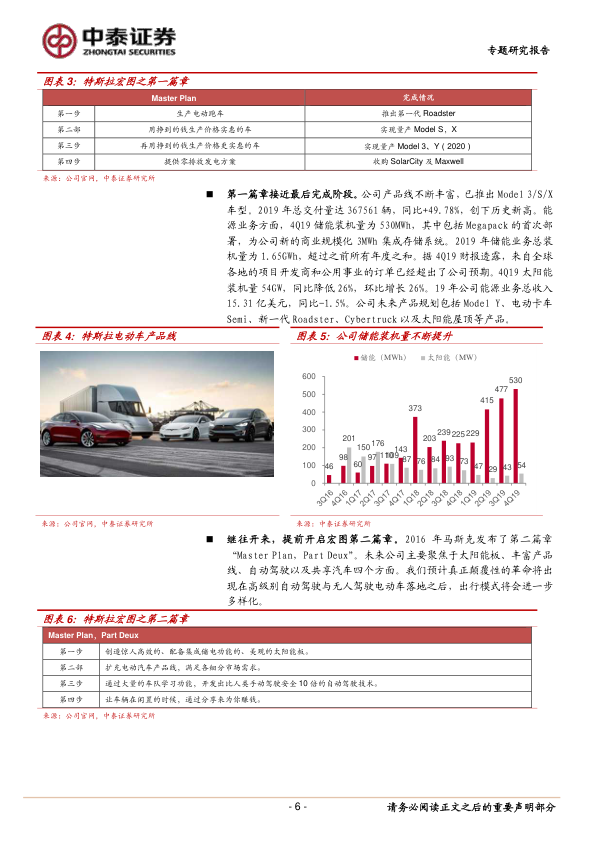 中泰证券
ZHONGTAI SECURITIES
专题研究报告
图表 3：特斯拉宏图之第一篇章
Master Plan 完成情况
第一步 生产电动跑车 推出第一代 Roadster
第二部 用挣到的钱生产价格实惠的车 实现量产 Model S、X
第三步 再用挣到的钱生产价格更实惠的车 实现量产 Model 3、Y（2020）
第四步 提供零排放发电方案 收购 SolarCity 及 Maxwell
来源：公司官网，中泰证券研究所
■ 第一篇章接近最后完成阶段。公司产品线不断丰富，已推出 Model 3/S/X
车型。2019 年总交付量达 367561 辆，同比+49.78%，创下历史新高。能
源业务方面，4Q19 储能装机量为 530MWh，其中包括 Megapack 的首次部
署，为公司新的商业规模化 3MWh 集成存储系统。2019 年储能业务总装
机量为 1.65GWh，超过之前所有年度之和。据 4Q19 财报透露，来自全球
各地的项目开发商和公用事业的订单已经超出了公司预期。4Q19 太阳能
装机量 54GW，同比降低 26%，环比增长 26%。19 年公司能源业务总收入
15.31 亿美元，同比-1.5%。公司未来产品规划包括 Model Y、电动卡车
Semi、新一代 Roadster、Cybertruck 以及太阳能屋顶等产品。
图表 4：特斯拉电动车产品线
图表 5：公司储能装机量不断提升
储能（MWh） 太阳能（MW）
600
500
400
300
200
100
0
46 98 201 60 150 97 176 110 109 143 87 373 76 203 84 239 93 225 73 229 47 415 29 477 43 530 54
3Q16 4Q16 1Q17 2Q17 3Q17 4Q17 1Q18 2Q18 3Q18 4Q18 1Q19 2Q19 3Q19 4Q19
来源：公司官网，中泰证券研究所
来源：中泰证券研究所
■ 继往开来，提前开启宏图第二篇章。2016 年马斯克发布了第二篇章
“Master Plan、Part Deux”。未来公司主要聚焦于太阳能板、丰富产品
线、自动驾驶以及共享汽车四个方面。我们预计真正颠覆性的革命将出
现在高级别自动驾驶与无人驾驶电动车落地之后，出行模式将会进一步
多样化。
图表 6：特斯拉宏图之第二篇章
Master Plan，Part Deux
第一步 创造惊人高效的、配备集成储电功能的、美观的太阳能板。
第二部 扩充电动汽车产品线，满足各细分市场需求。
第三步 通过大量的车队学习功能，开发出比人类手动驾驶安全 10 倍的自动驾驶技术。
第四步 让车辆在闲置的时候，通过分享来为你赚钱。
来源：公司官网，中泰证券研究所
- 6 -
请务必阅读正文之后的重要声明部分